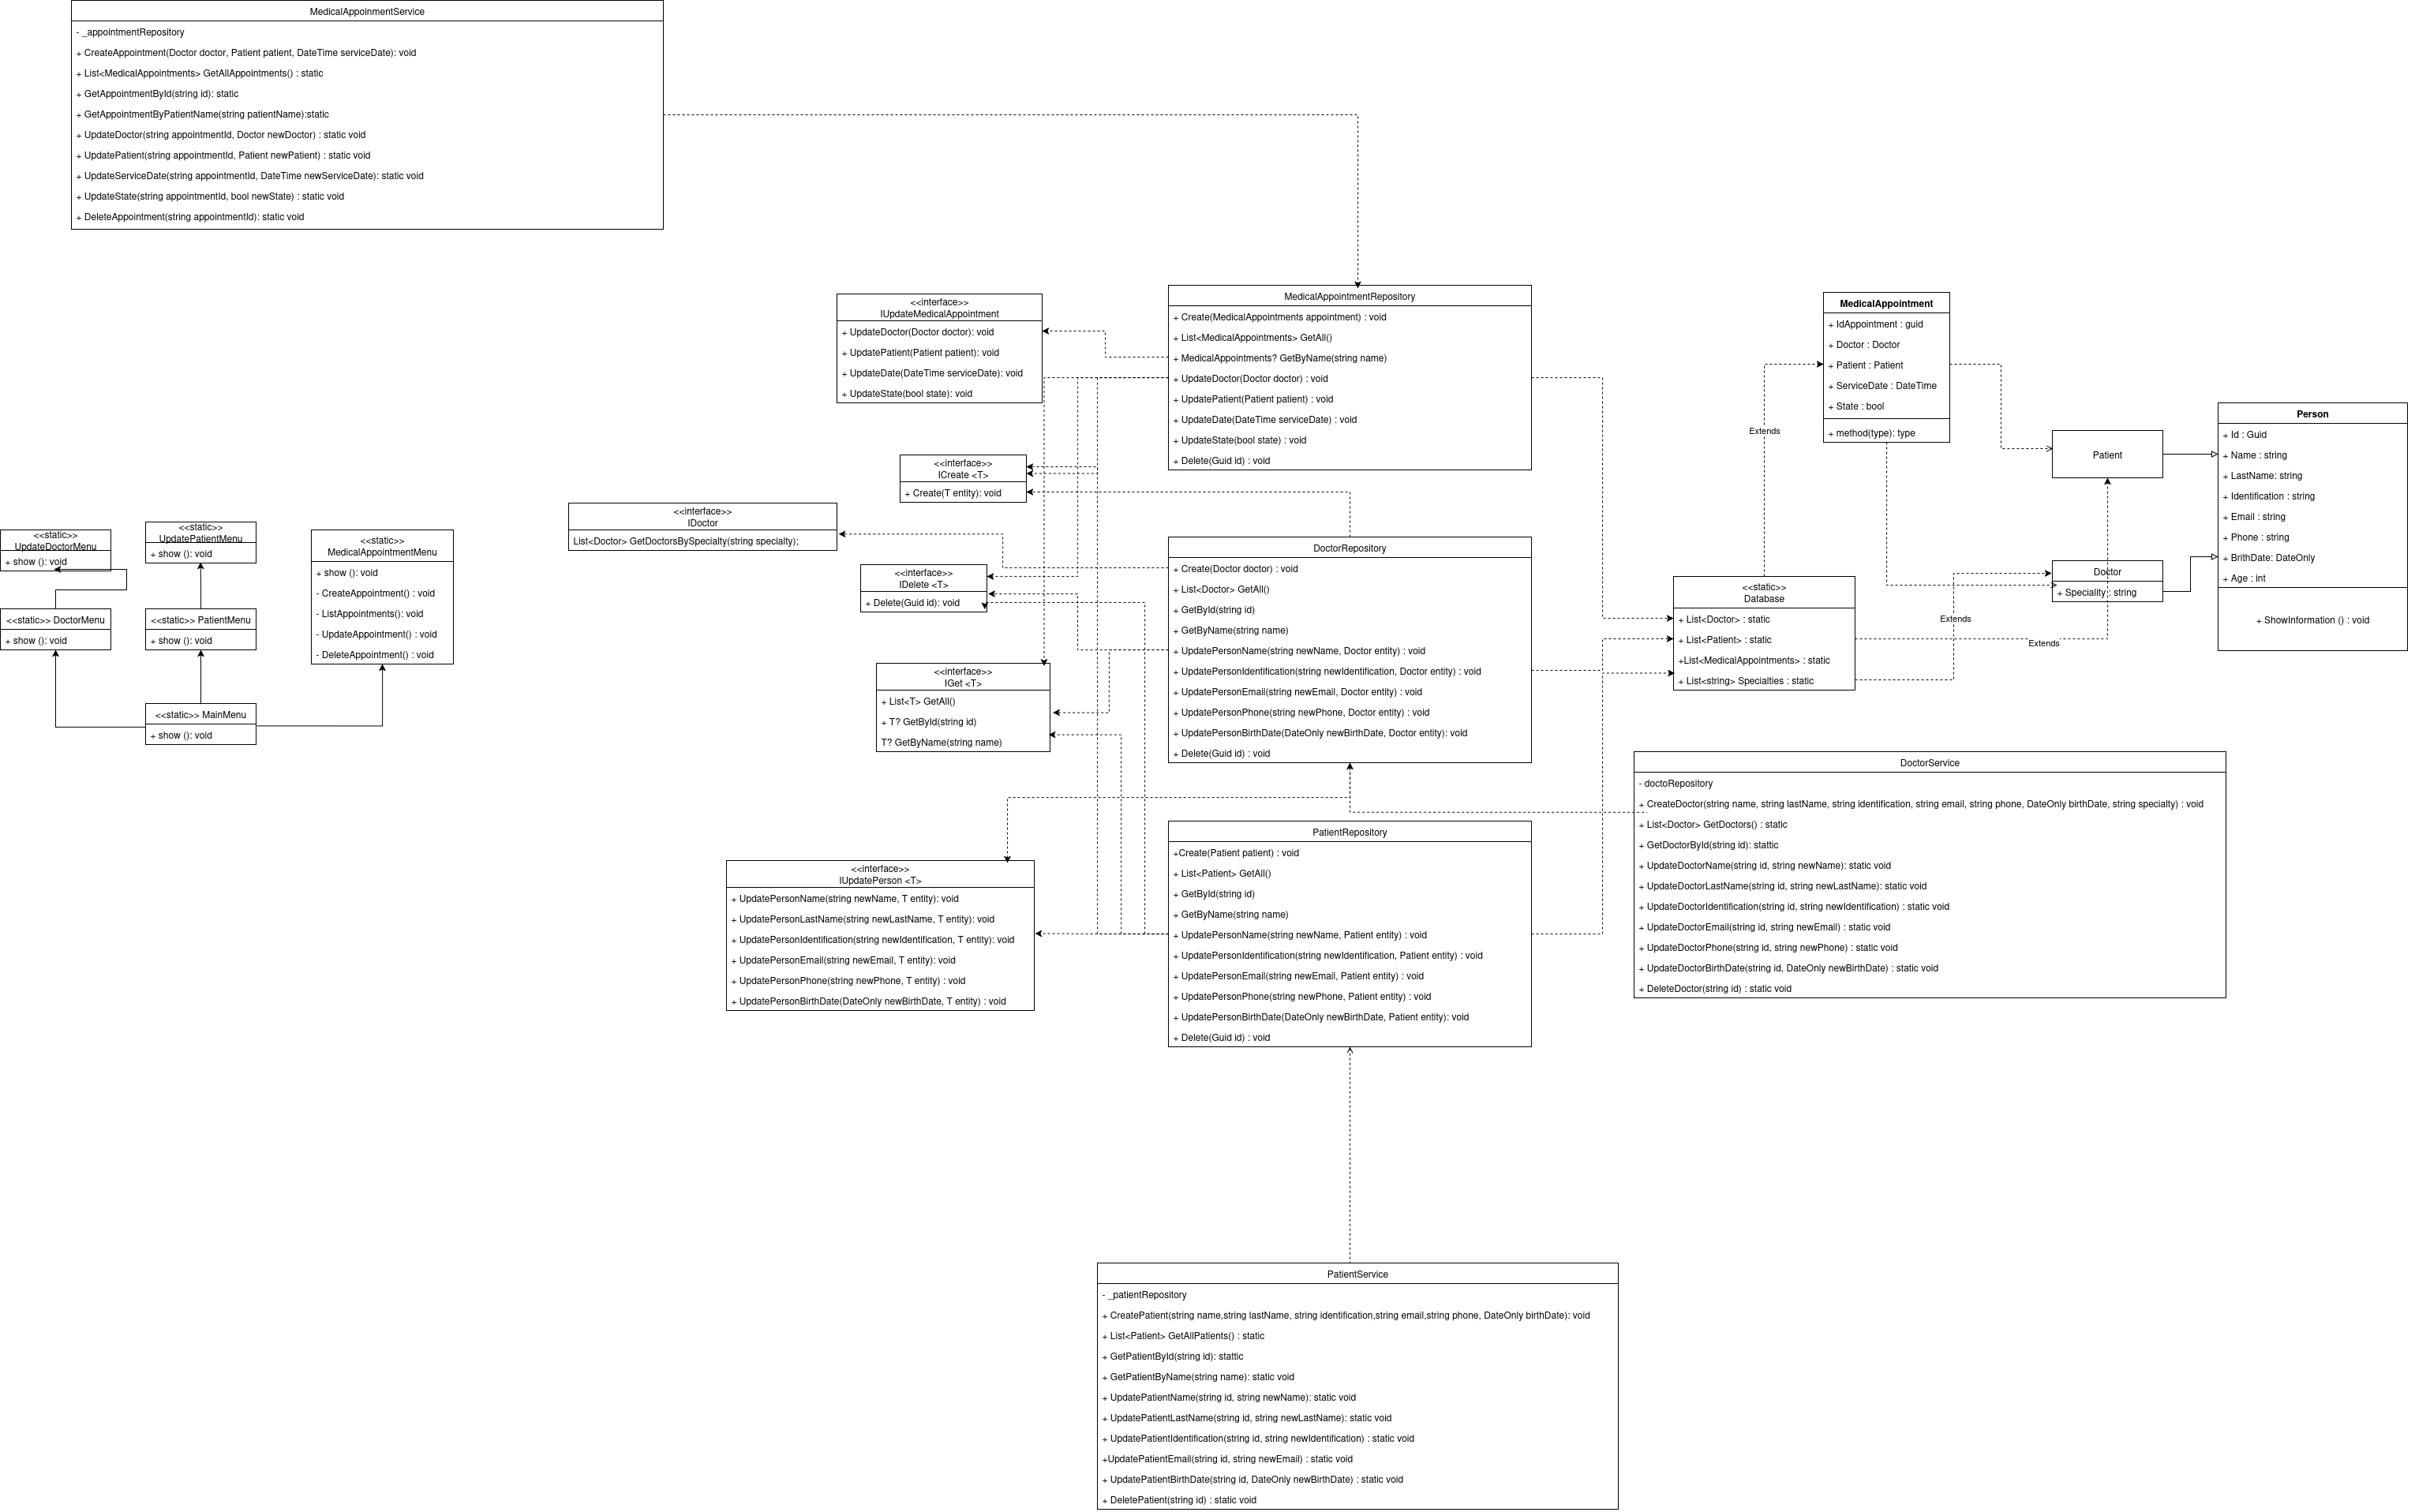 MedicalAppoinmentService
- _appointmentRepository
+ CreateAppointment(Doctor doctor, Patient patient, DateTime serviceDate): void
+ List<MedicalAppointments> GetAllAppointments() : static
+ GetAppointmentById(string id): static
+ GetAppointmentByPatientName(string patientName):static
+ UpdateDoctor(string appointmentId, Doctor newDoctor) : static void
+ UpdatePatient(string appointmentId, Patient newPatient) : static void
+ UpdateServiceDate(string appointmentId, DateTime newServiceDate): static void
+ UpdateState(string appointmentId, bool newState) : static void
+ DeleteAppointment(string appointmentId): static void
<<interface>>
IUpdateMedicalAppointment
+ UpdateDoctor(Doctor doctor): void
+ UpdatePatient(Patient patient): void
+ UpdateDate(DateTime serviceDate): void
+ UpdateState(bool state): void
MedicalAppointmentRepository
+ Create(MedicalAppointments appointment) : void
+ List<MedicalAppointments> GetAll()
+ MedicalAppointments? GetByName(string name)
+ UpdateDoctor(Doctor doctor) : void
+ UpdatePatient(Patient patient) : void
+ UpdateDate(DateTime serviceDate) : void
+ UpdateState(bool state) : void
+ Delete(Guid id) : void
MedicalAppointment
+ IdAppointment : guid
+ Doctor : Doctor
+ Patient : Patient
+ ServiceDate : DateTime
+ State : bool
+ method(type): type
Extends
Patient
Person
+ Id : Guid
+ Name : string
+ LastName: string
+ Identification : string
+ Email : string
+ Phone : string
+ BrithDate: DateOnly
+ Age : int
+ ShowInformation () : void
Doctor
+ Speciality : string
Extends
Extends
<<static>>
Database
+ List<Doctor> : static
+ List<Patient> : static
+List<MedicalAppointments> : static
+ List<string> Specialties : static
<<interface>>
ICreate <T>
+ Create(T entity): void
<<interface>>
IDoctor
List<Doctor> GetDoctorsBySpecialty(string specialty);
<<interface>>
IDelete <T>
+ Delete(Guid id): void
<<interface>>
IGet <T>
+ List<T> GetAll()
+ T? GetById(string id)
T? GetByName(string name)
DoctorRepository
+ Create(Doctor doctor) : void
+ List<Doctor> GetAll()
+ GetById(string id)
+ GetByName(string name)
+ UpdatePersonName(string newName, Doctor entity) : void
+ UpdatePersonIdentification(string newIdentification, Doctor entity) : void
+ UpdatePersonEmail(string newEmail, Doctor entity) : void
+ UpdatePersonPhone(string newPhone, Doctor entity) : void
+ UpdatePersonBirthDate(DateOnly newBirthDate, Doctor entity): void
+ Delete(Guid id) : void
<<static>>
UpdateDoctorMenu
+ show (): void
<<static>>
UpdatePatientMenu
+ show (): void
<<static>>
MedicalAppointmentMenu
+ show (): void
- CreateAppointment() : void
- ListAppointments(): void
- UpdateAppointment() : void
- DeleteAppointment() : void
<<static>> DoctorMenu
+ show (): void
<<static>> PatientMenu
+ show (): void
<<static>> MainMenu
+ show (): void
DoctorService
- doctoRepository
+ CreateDoctor(string name, string lastName, string identification, string email, string phone, DateOnly birthDate, string specialty) : void
+ List<Doctor> GetDoctors() : static
+ GetDoctorById(string id): stattic
+ UpdateDoctorName(string id, string newName): static void
+ UpdateDoctorLastName(string id, string newLastName): static void
+ UpdateDoctorIdentification(string id, string newIdentification) : static void
+ UpdateDoctorEmail(string id, string newEmail) : static void
+ UpdateDoctorPhone(string id, string newPhone) : static void
+ UpdateDoctorBirthDate(string id, DateOnly newBirthDate) : static void
+ DeleteDoctor(string id) : static void
<<interface>>
IUpdatePerson <T>
+ UpdatePersonName(string newName, T entity): void
+ UpdatePersonLastName(string newLastName, T entity): void
+ UpdatePersonIdentification(string newIdentification, T entity): void
+ UpdatePersonEmail(string newEmail, T entity): void
+ UpdatePersonPhone(string newPhone, T entity) : void
+ UpdatePersonBirthDate(DateOnly newBirthDate, T entity) : void
PatientRepository
+Create(Patient patient) : void
+ List<Patient> GetAll()
+ GetById(string id)
+ GetByName(string name)
+ UpdatePersonName(string newName, Patient entity) : void
+ UpdatePersonIdentification(string newIdentification, Patient entity) : void
+ UpdatePersonEmail(string newEmail, Patient entity) : void
+ UpdatePersonPhone(string newPhone, Patient entity) : void
+ UpdatePersonBirthDate(DateOnly newBirthDate, Patient entity): void
+ Delete(Guid id) : void
PatientService
- _patientRepository
+ CreatePatient(string name,string lastName, string identification,string email,string phone, DateOnly birthDate): void
+ List<Patient> GetAllPatients() : static
+ GetPatientById(string id): stattic
+ GetPatientByName(string name): static void
+ UpdatePatientName(string id, string newName): static void
+ UpdatePatientLastName(string id, string newLastName): static void
+ UpdatePatientIdentification(string id, string newIdentification) : static void
+UpdatePatientEmail(string id, string newEmail) : static void
+ UpdatePatientBirthDate(string id, DateOnly newBirthDate) : static void
+ DeletePatient(string id) : static void